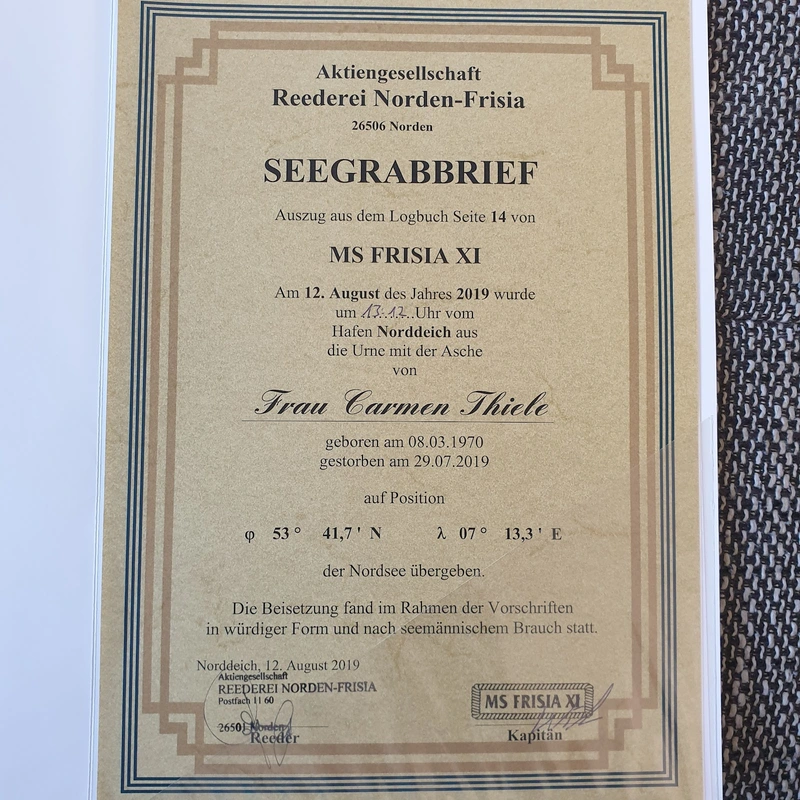 Aktiengesellschaft
Reederei Norden-Frisia
26506 Norden
SEEGRABBRIEF
Auszug aus dem Logbuch Seite 14 von
MS FRISIA XI
Am 12. August des Jahres 2019 wurde
um 13.17 Uhr vom
Hafen Norddeich aus
die Urne mit der Asche
von
Frau Carmen Thiele
geboren am 08.03.1970
gestorben am 29.07.2019
auf Position
φ 53 ° 41,7 ' N λ 07 ° 13,3 ' E
der Nordsee übergeben.
Die Beisetzung fand im Rahmen der Vorschriften
in würdiger Form und nach seemännischem Brauch statt.
Norddeich, 12. August 2019
Aktiengesellschaft
REEDEREI NORDEN-FRISIA
Postfach 11 60
26501 Norden
Reeder
MS FRISIA XI
Kapitän